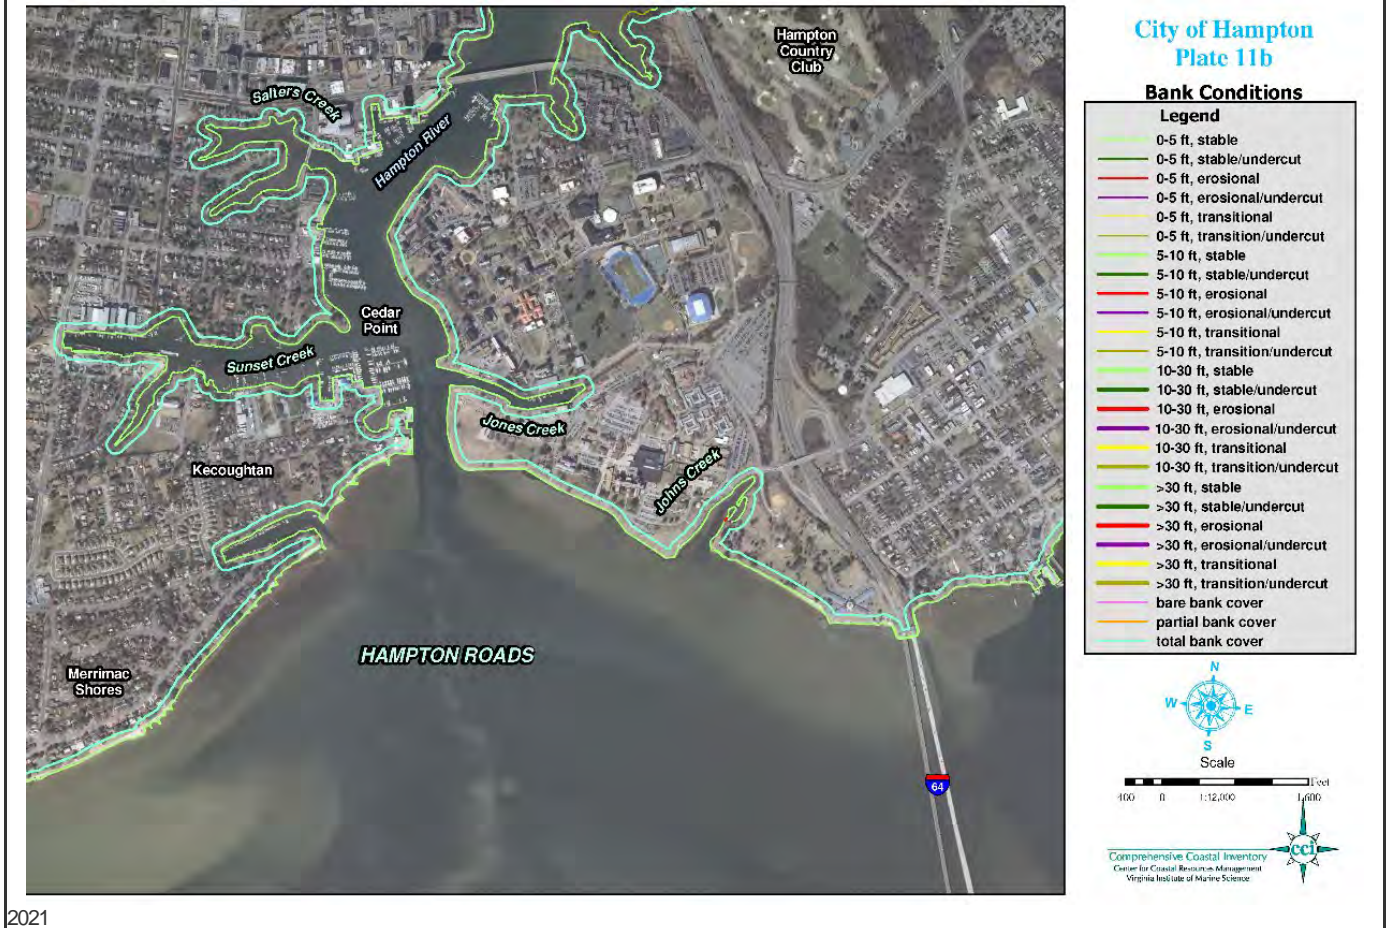 City of Hampton
Plate 11b
Bank Conditions
Legend
0-5 ft, stable
0-5 ft, stable/undercut
0-5 ft, erosional
0-5 ft, erosional/undercut
0-5 ft, transitional
0-5 ft, transition/undercut
5-10 ft, stable
5-10 ft, stable/undercut
5-10 ft, erosional
5-10 ft, erosional/undercut
5-10 ft, transitional
5-10 ft, transition/undercut
10-30 ft, stable
10-30 ft, stable/undercut
10-30 ft, erosional
10-30 ft, erosional/undercut
10-30 ft, transitional
10-30 ft, transition/undercut
>30 ft, stable
>30 ft, stable/undercut
>30 ft, erosional
>30 ft, erosional/undercut
>30 ft, transitional
>30 ft, transition/undercut
bare bank cover
partial bank cover
total bank cover
N
W
E
S
Scale
Feet
400 0 1:12,000 1,600
cci
Comprehensive Coastal Inventory
Center for Coastal Resources Management
Virginia Institute of Marine Science
Hampton
Country
Club
Salters Creek
Hampton River
Cedar
Point
Sunset Creek
Jones Creek
Kecoughtan
Johns Creek
HAMPTON ROADS
Merrimac
Shores
64
2021